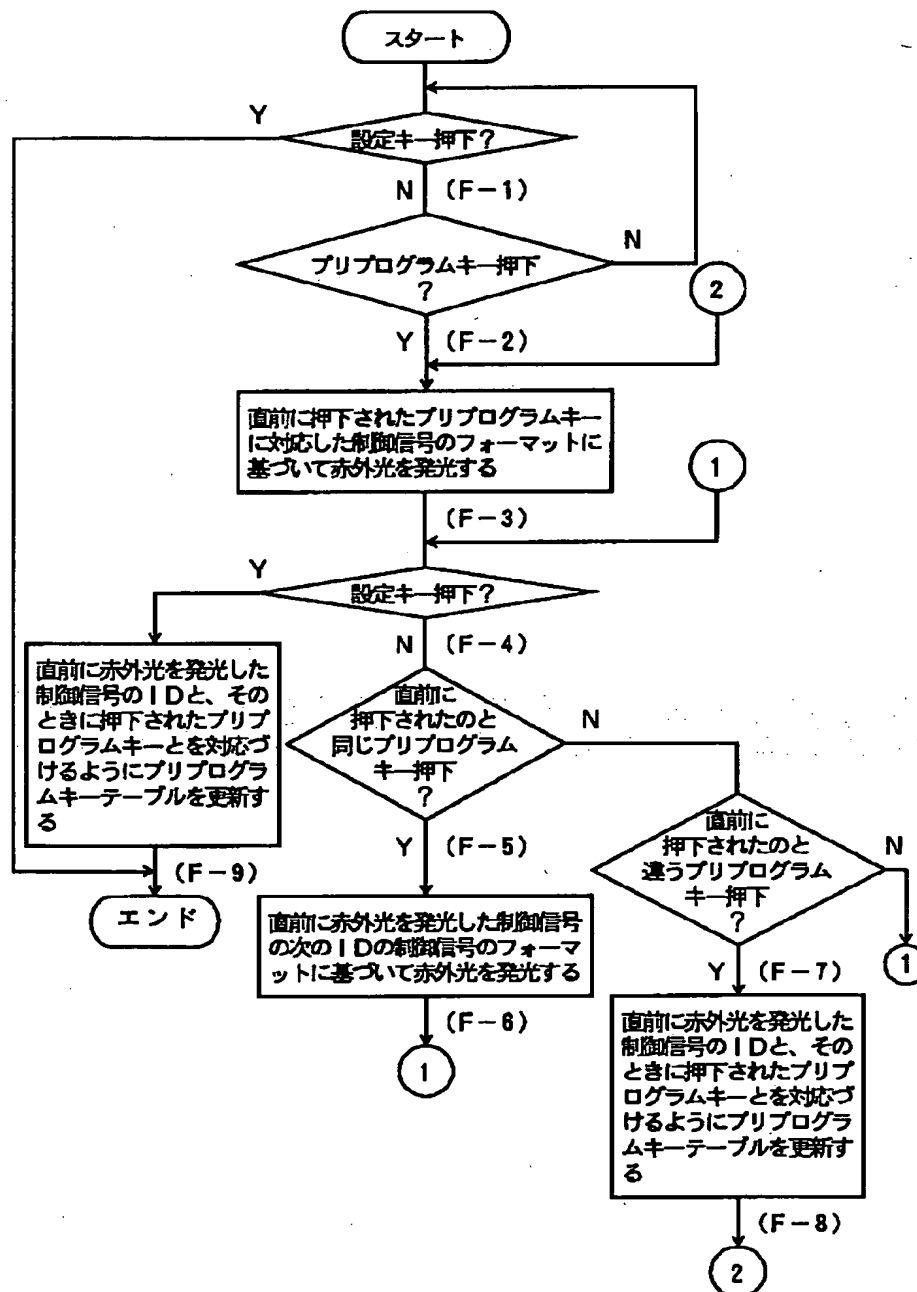 スタート
Y
設定キー押下?
N (F-1)
プリプログラムキー押下
?
N
2
Y (F-2)
直前に押下されたプリプログラムキー
に対応した制御信号のフォーマットに
基づいて赤外光を発光する
1
(F-3)
Y
設定キー押下?
N (F-4)
直前に赤外光を発光した
制御信号のIDと、その
ときに押下されたプリプ
ログラムキーとを対応づ
けるようにプリプログラ
ムキーテーブルを更新す
る
直前に
押下されたのと
同じプリプログラム
キー押下
?
N
(F-9)
エンド
Y (F-5)
直前に
押下されたのと
違うプリプログラム
キー押下
?
N
1
直前に赤外光を発光した制御信号
の次のIDの制御信号のフォーマ
ットに基づいて赤外光を発光する
(F-6)
1
Y (F-7)
直前に赤外光を発光した
制御信号のIDと、その
ときに押下されたプリプ
ログラムキーとを対応づ
けるようにプリプログラ
ムキーテーブルを更新す
る
(F-8)
2